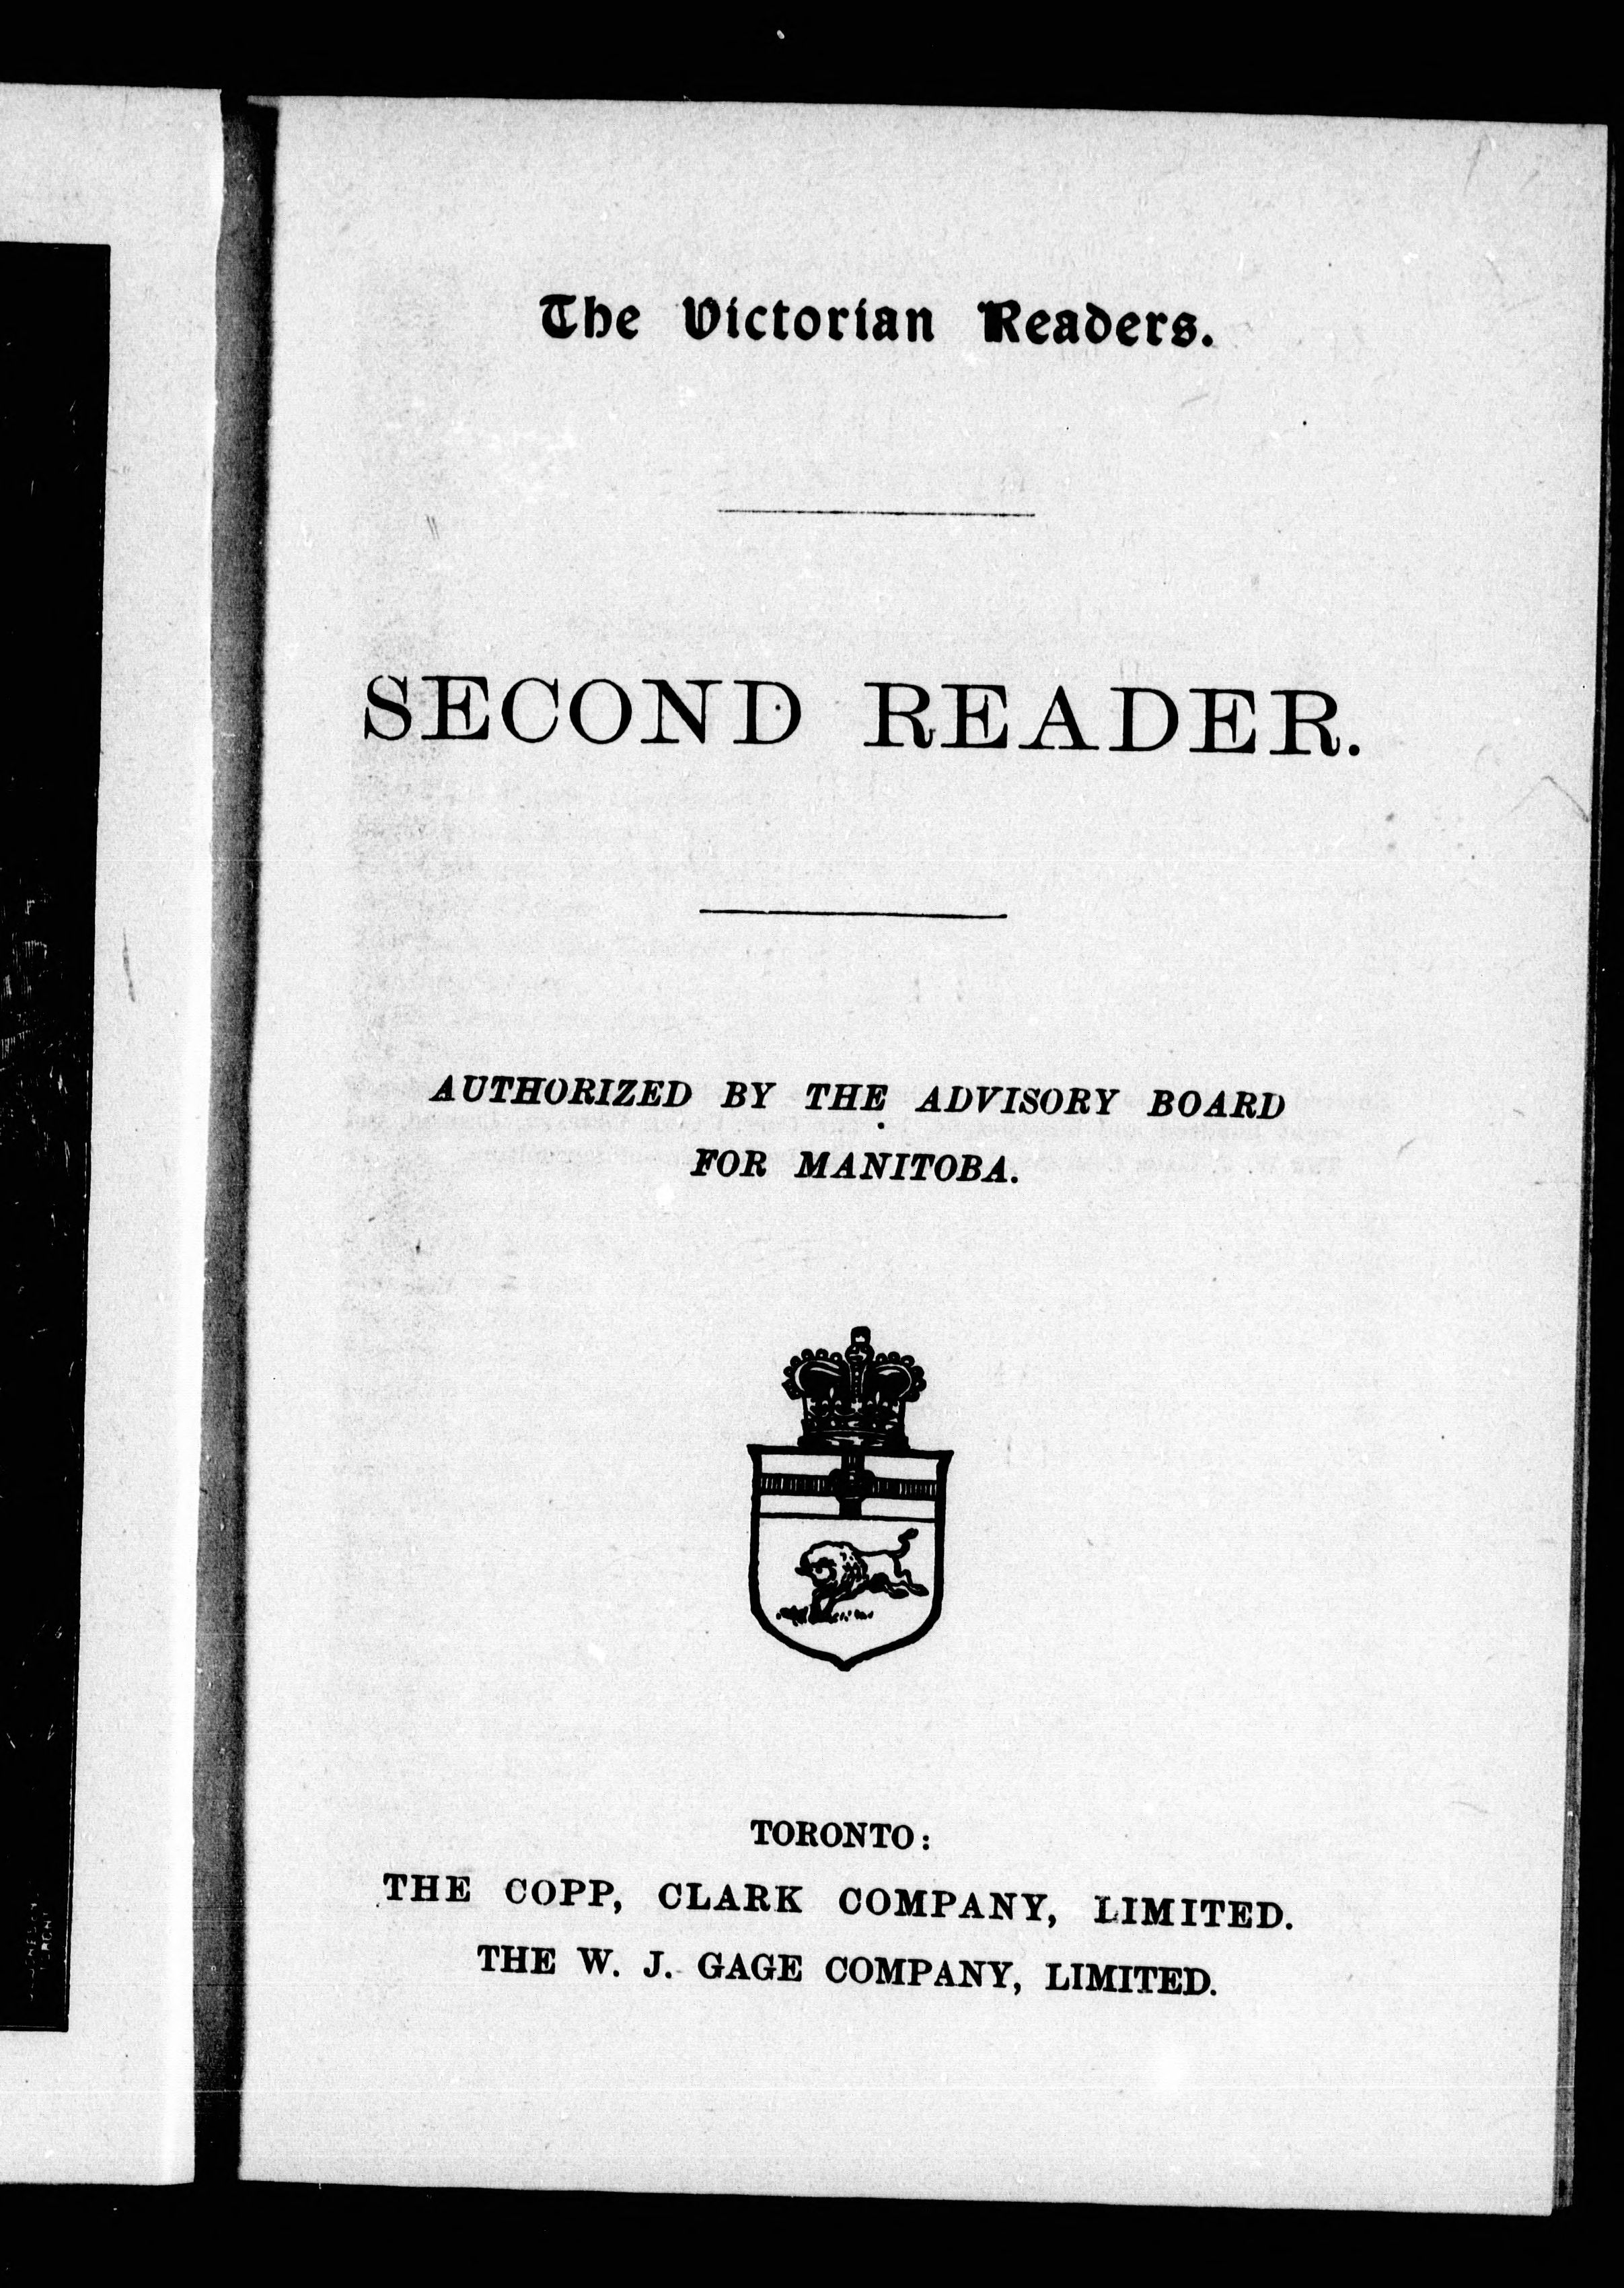 The Victorian Readers.
SECOND READER.
AUTHORIZED BY THE ADVISORY BOARD
FOR MANITOBA.
TORONTO:
THE COPP, CLARK COMPANY, LIMITED.
THE W. J. GAGE COMPANY, LIMITED.